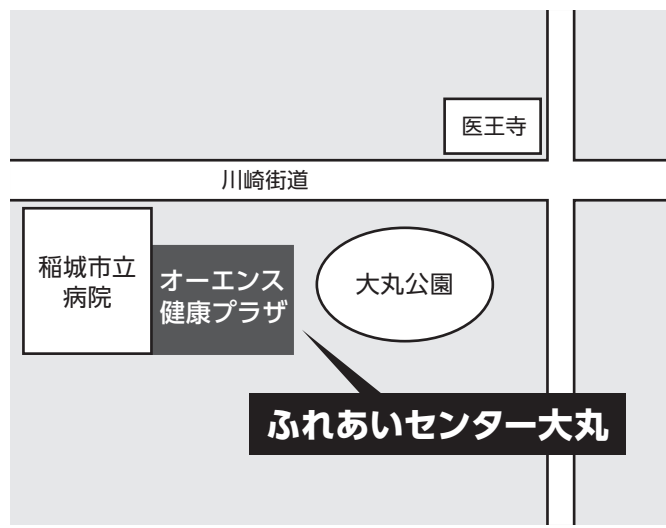 医王寺
川崎街道
稲城市立
病院
オーエンス
健康プラザ
大丸公園
ふれあいセンター大丸